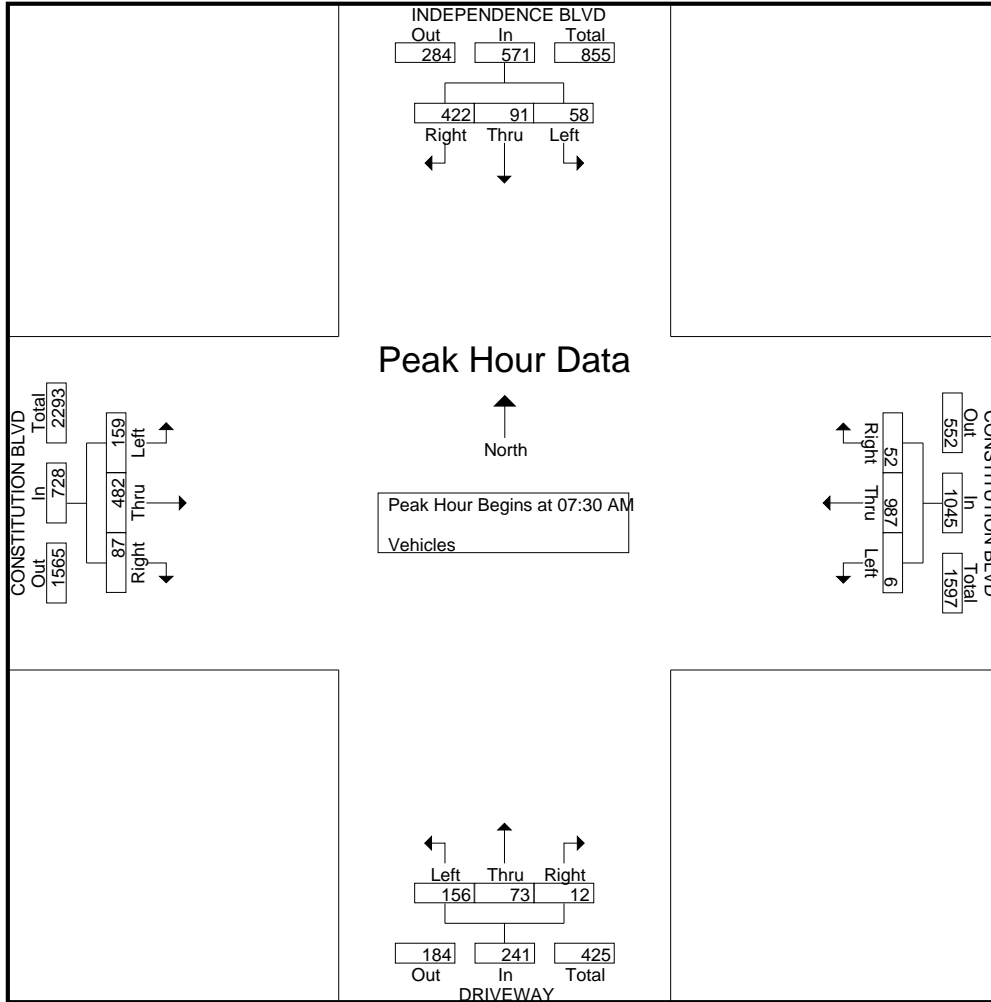 INDEPENDENCE BLVD
Out In Total
284 571 855
422 91 58
Right Thru Left
Peak Hour Data
North
Peak Hour Begins at 07:30 AM
Vehicles
CONSTITUTION BLVD
Out In Total
1565 728 2293
159 482 87
Left Thru Right
CONSTITUTION BLVD
Out In Total
552 1045 1597
52 987 6
Right Thru Left
Left Thru Right
156 73 12
184 241 425
Out In Total
DRIVEWAY